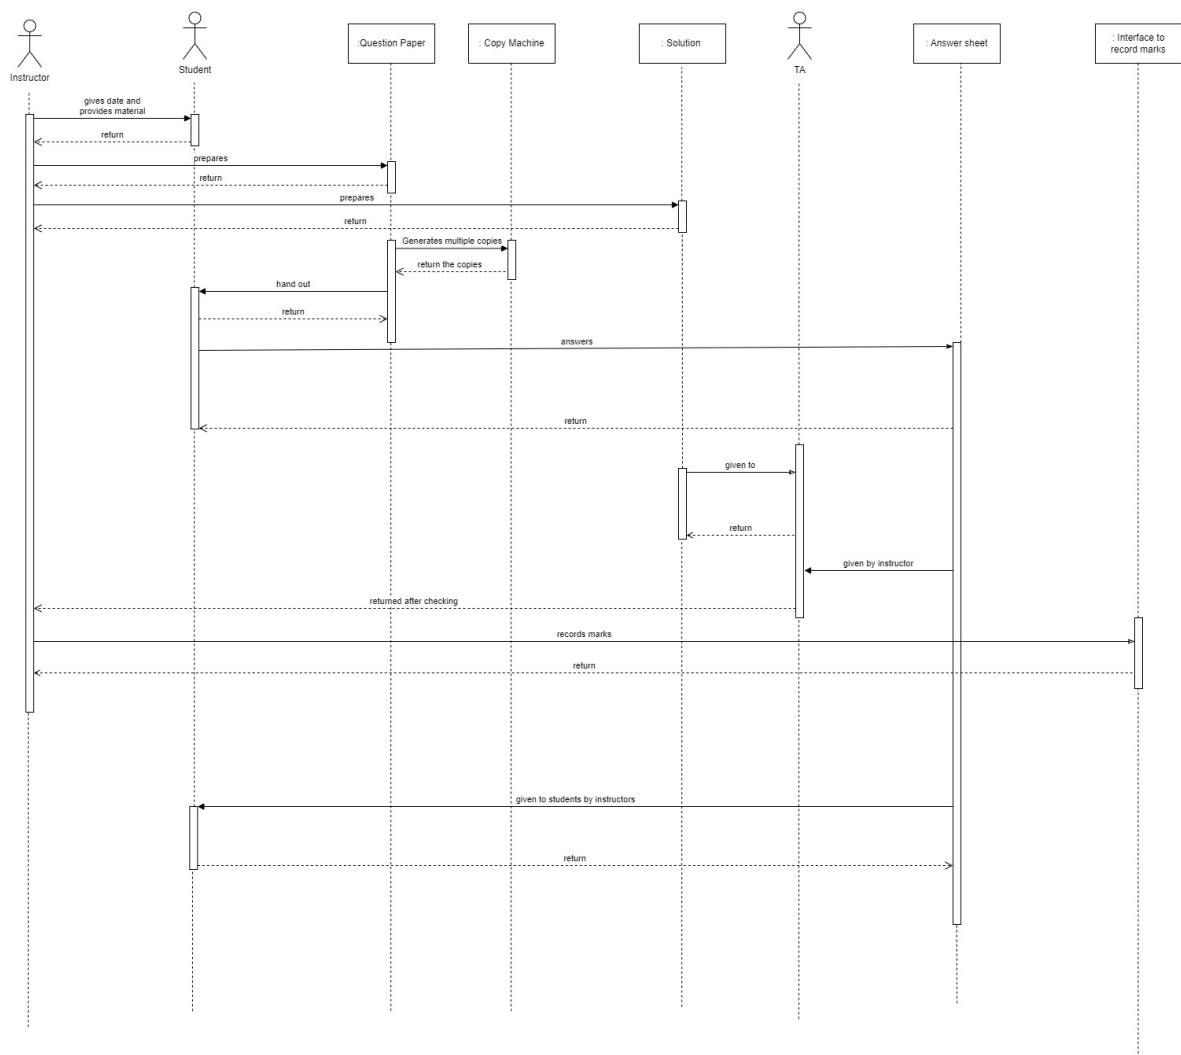 Instructor
Student
:Question Paper
: Copy Machine
: Solution
TA
: Answer sheet
: Interface to
record marks
gives date and
provides material
return
prepares
return
prepares
return
Generates multiple copies
return the copies
hand out
return
answers
return
given to
return
given by instructor
returned after checking
records marks
return
given to students by instructors
return